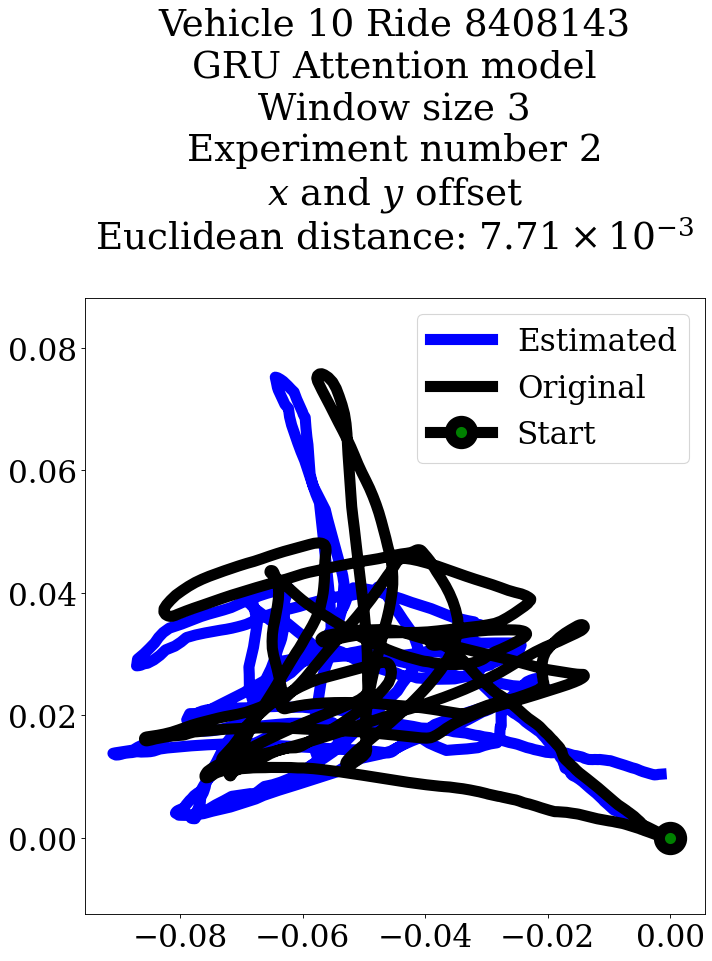 Vehicle 10 Ride 8408143
GRU Attention model
Window size 3
Experiment number 2
x and y offset
Euclidean distance: 7.71 × 10⁻³
Estimated
Original
Start
0.08
0.06
0.04
0.02
0.00
−0.08 −0.06 −0.04 −0.02 0.00